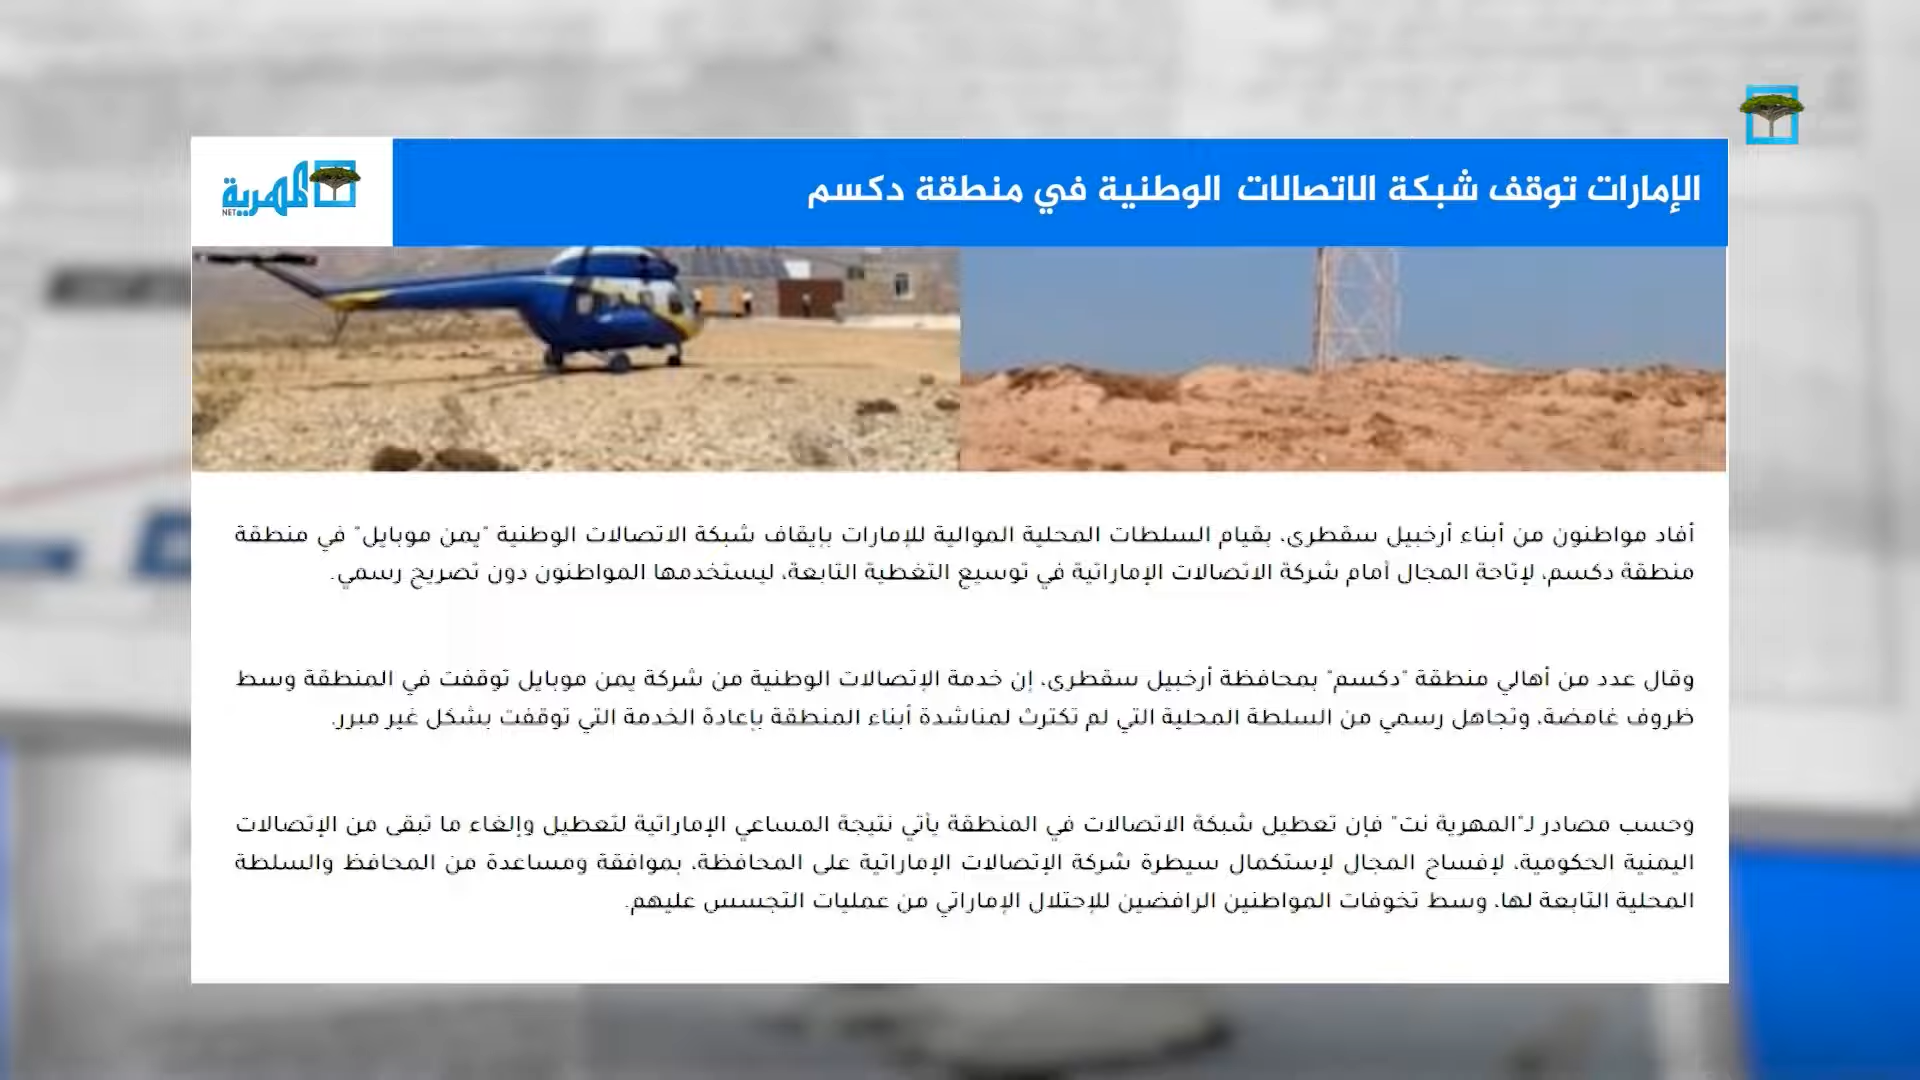 الإمارات توقف شبكة الاتصالات الوطنية في منطقة دكسم
المهرية
NET
أفاد مواطنون من أبناء أرخبيل سقطرى، بقيام السلطات المحلية الموالية للإمارات بإيقاف شبكة الاتصالات الوطنية "يمن موبايل" في منطقة
منطقة دكسم، لإتاحة المجال أمام شركة الاتصالات الإماراتية في توسيع التغطية التابعة، ليستخدمها المواطنون دون تصريح رسمي.
وقال عدد من أهالي منطقة "دكسم" بمحافظة أرخبيل سقطرى، إن خدمة الإتصالات الوطنية من شركة يمن موبايل توقفت في المنطقة وسط
ظروف غامضة، وتجاهل رسمي من السلطة المحلية التي لم تكترث لمناشدة أبناء المنطقة بإعادة الخدمة التي توقفت بشكل غير مبرر.
وحسب مصادر لـ"المهرية نت" فإن تعطيل شبكة الاتصالات في المنطقة يأتي نتيجة المساعي الإماراتية لتعطيل وإلغاء ما تبقى من الإتصالات
اليمنية الحكومية، لإفساح المجال لإستكمال سيطرة شركة الإتصالات الإماراتية على المحافظة، بموافقة ومساعدة من المحافظ والسلطة
المحلية التابعة لها، وسط تخوفات المواطنين الرافضين للإحتلال الإماراتي من عمليات التجسس عليهم.